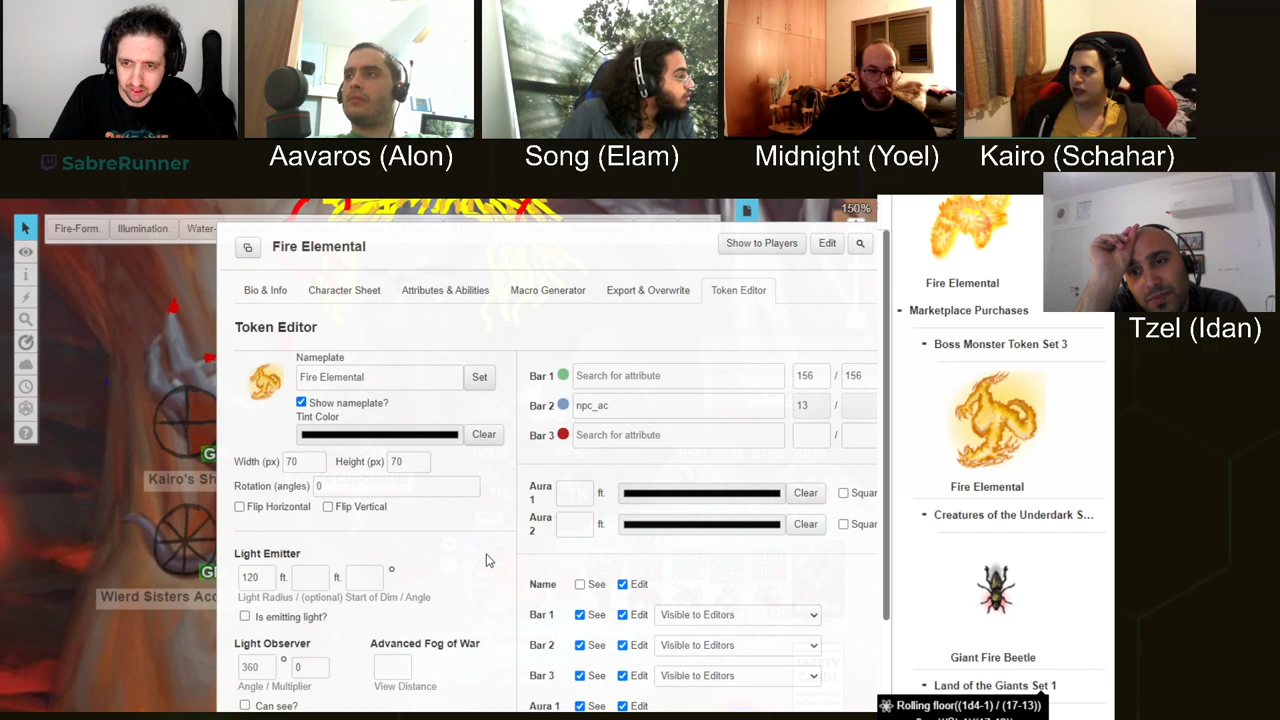 SabreRunner
Aavaros (Alon)
Song (Elam)
Midnight (Yoel)
Kairo (Schahar)
Tzel (Idan)
150%
Fire-Form.
Illumination.
Water-
Fire Elemental
Show to Players
Edit
Bio & Info
Character Sheet
Attributes & Abilities
Macro Generator
Export & Overwrite
Token Editor
Token Editor
Nameplate
Fire Elemental
Set
Show nameplate?
Tint Color
Clear
Width (px) 70 Height (px) 70
Rotation (angles) 0
Flip Horizontal Flip Vertical
Light Emitter
120 ft. ft. °
Light Radius / (optional) Start of Dim / Angle
Is emitting light?
Light Observer
360 ° 0
Angle / Multiplier
Can see?
Advanced Fog of War
View Distance
Bar 1 Search for attribute 156 / 156
Bar 2 npc_ac 13 /
Bar 3 Search for attribute /
Aura 1 ft. Clear Squar
Aura 2 ft. Clear Squar
Name See Edit
Bar 1 See Edit Visible to Editors
Bar 2 See Edit Visible to Editors
Bar 3 See Edit Visible to Editors
Aura 1 See Edit
Kairo's Sh
Wierd Sisters Acc
Fire Elemental
Marketplace Purchases
Boss Monster Token Set 3
Fire Elemental
Creatures of the Underdark S...
Giant Fire Beetle
Land of the Giants Set 1
Rolling floor((1d4-1) / (17-13))